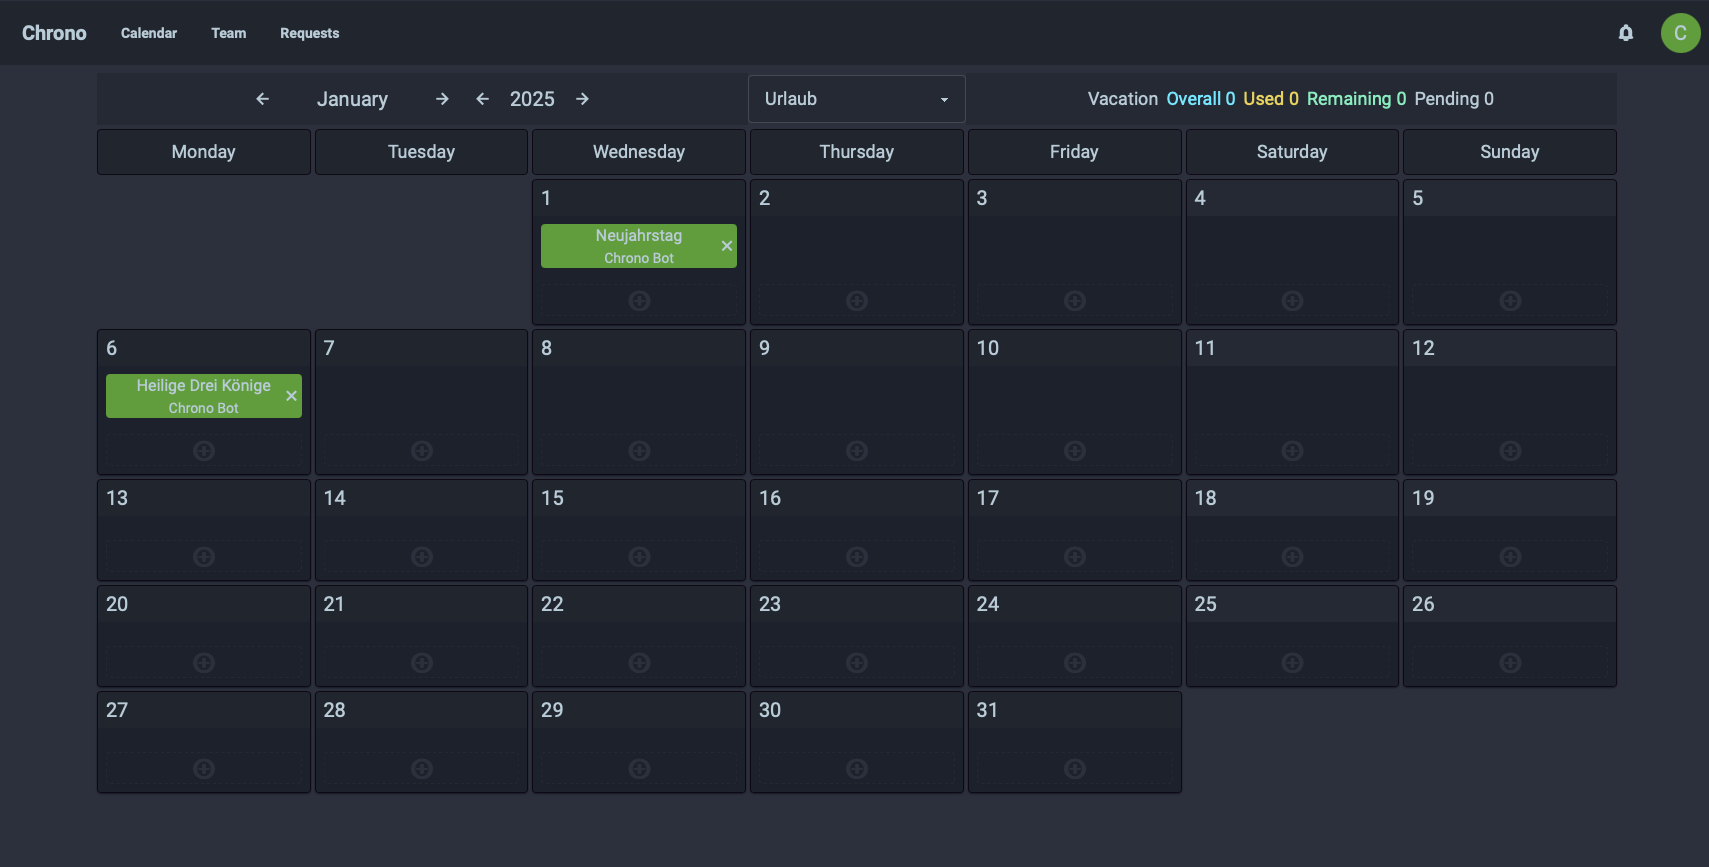 Chrono Calendar Team Requests C
January 2025 Urlaub Vacation Overall 0 Used 0 Remaining 0 Pending 0
Monday Tuesday Wednesday Thursday Friday Saturday Sunday
1 2 3 4 5
Neujahrstag
Chrono Bot
6 7 8 9 10 11 12
Heilige Drei Könige
Chrono Bot
13 14 15 16 17 18 19
20 21 22 23 24 25 26
27 28 29 30 31